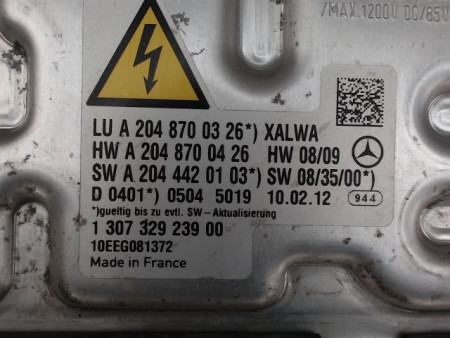 /MAX.1200V DC/85V
LU A 204 870 03 26*) XALWA
HW A 204 870 04 26 HW 08/09
SW A 204 442 01 03*) SW 08/35/00*)
D 0401*) 0504 5019 10.02.12 944
*)gueltig bis zu evtl. SW-Aktualisierung
1 307 329 239 00
10EEG081372
Made in France